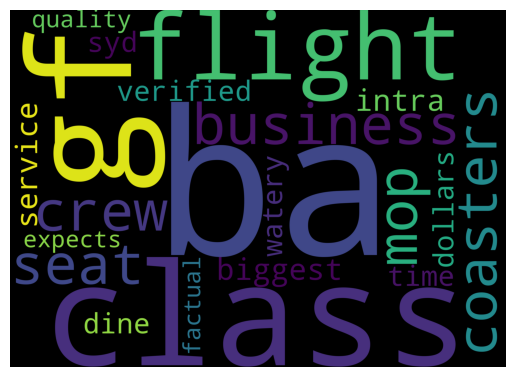 quality
syd
flight
gf
verified
intra
business
service
ba
coasters
crew
watery
mop
dollars
expects
seat
biggest
time
factual
class
dine